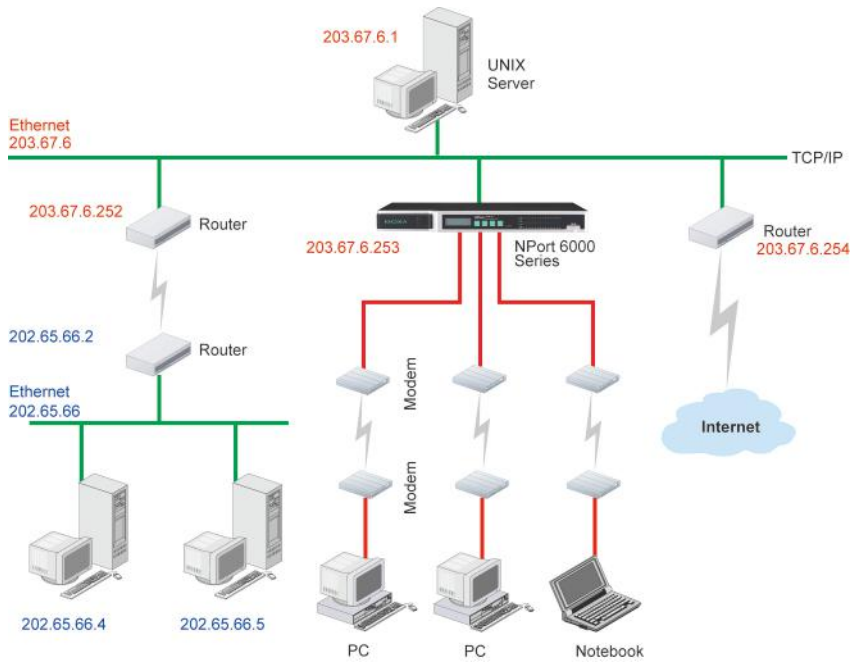 203.67.6.1
UNIX
Server
Ethernet
203.67.6
TCP/IP
203.67.6.252
Router
203.67.6.253
NPort 6000
Series
Router
203.67.6.254
202.65.66.2
Router
Modem
Ethernet
202.65.66
Internet
Modem
202.65.66.4
202.65.66.5
PC
PC
Notebook